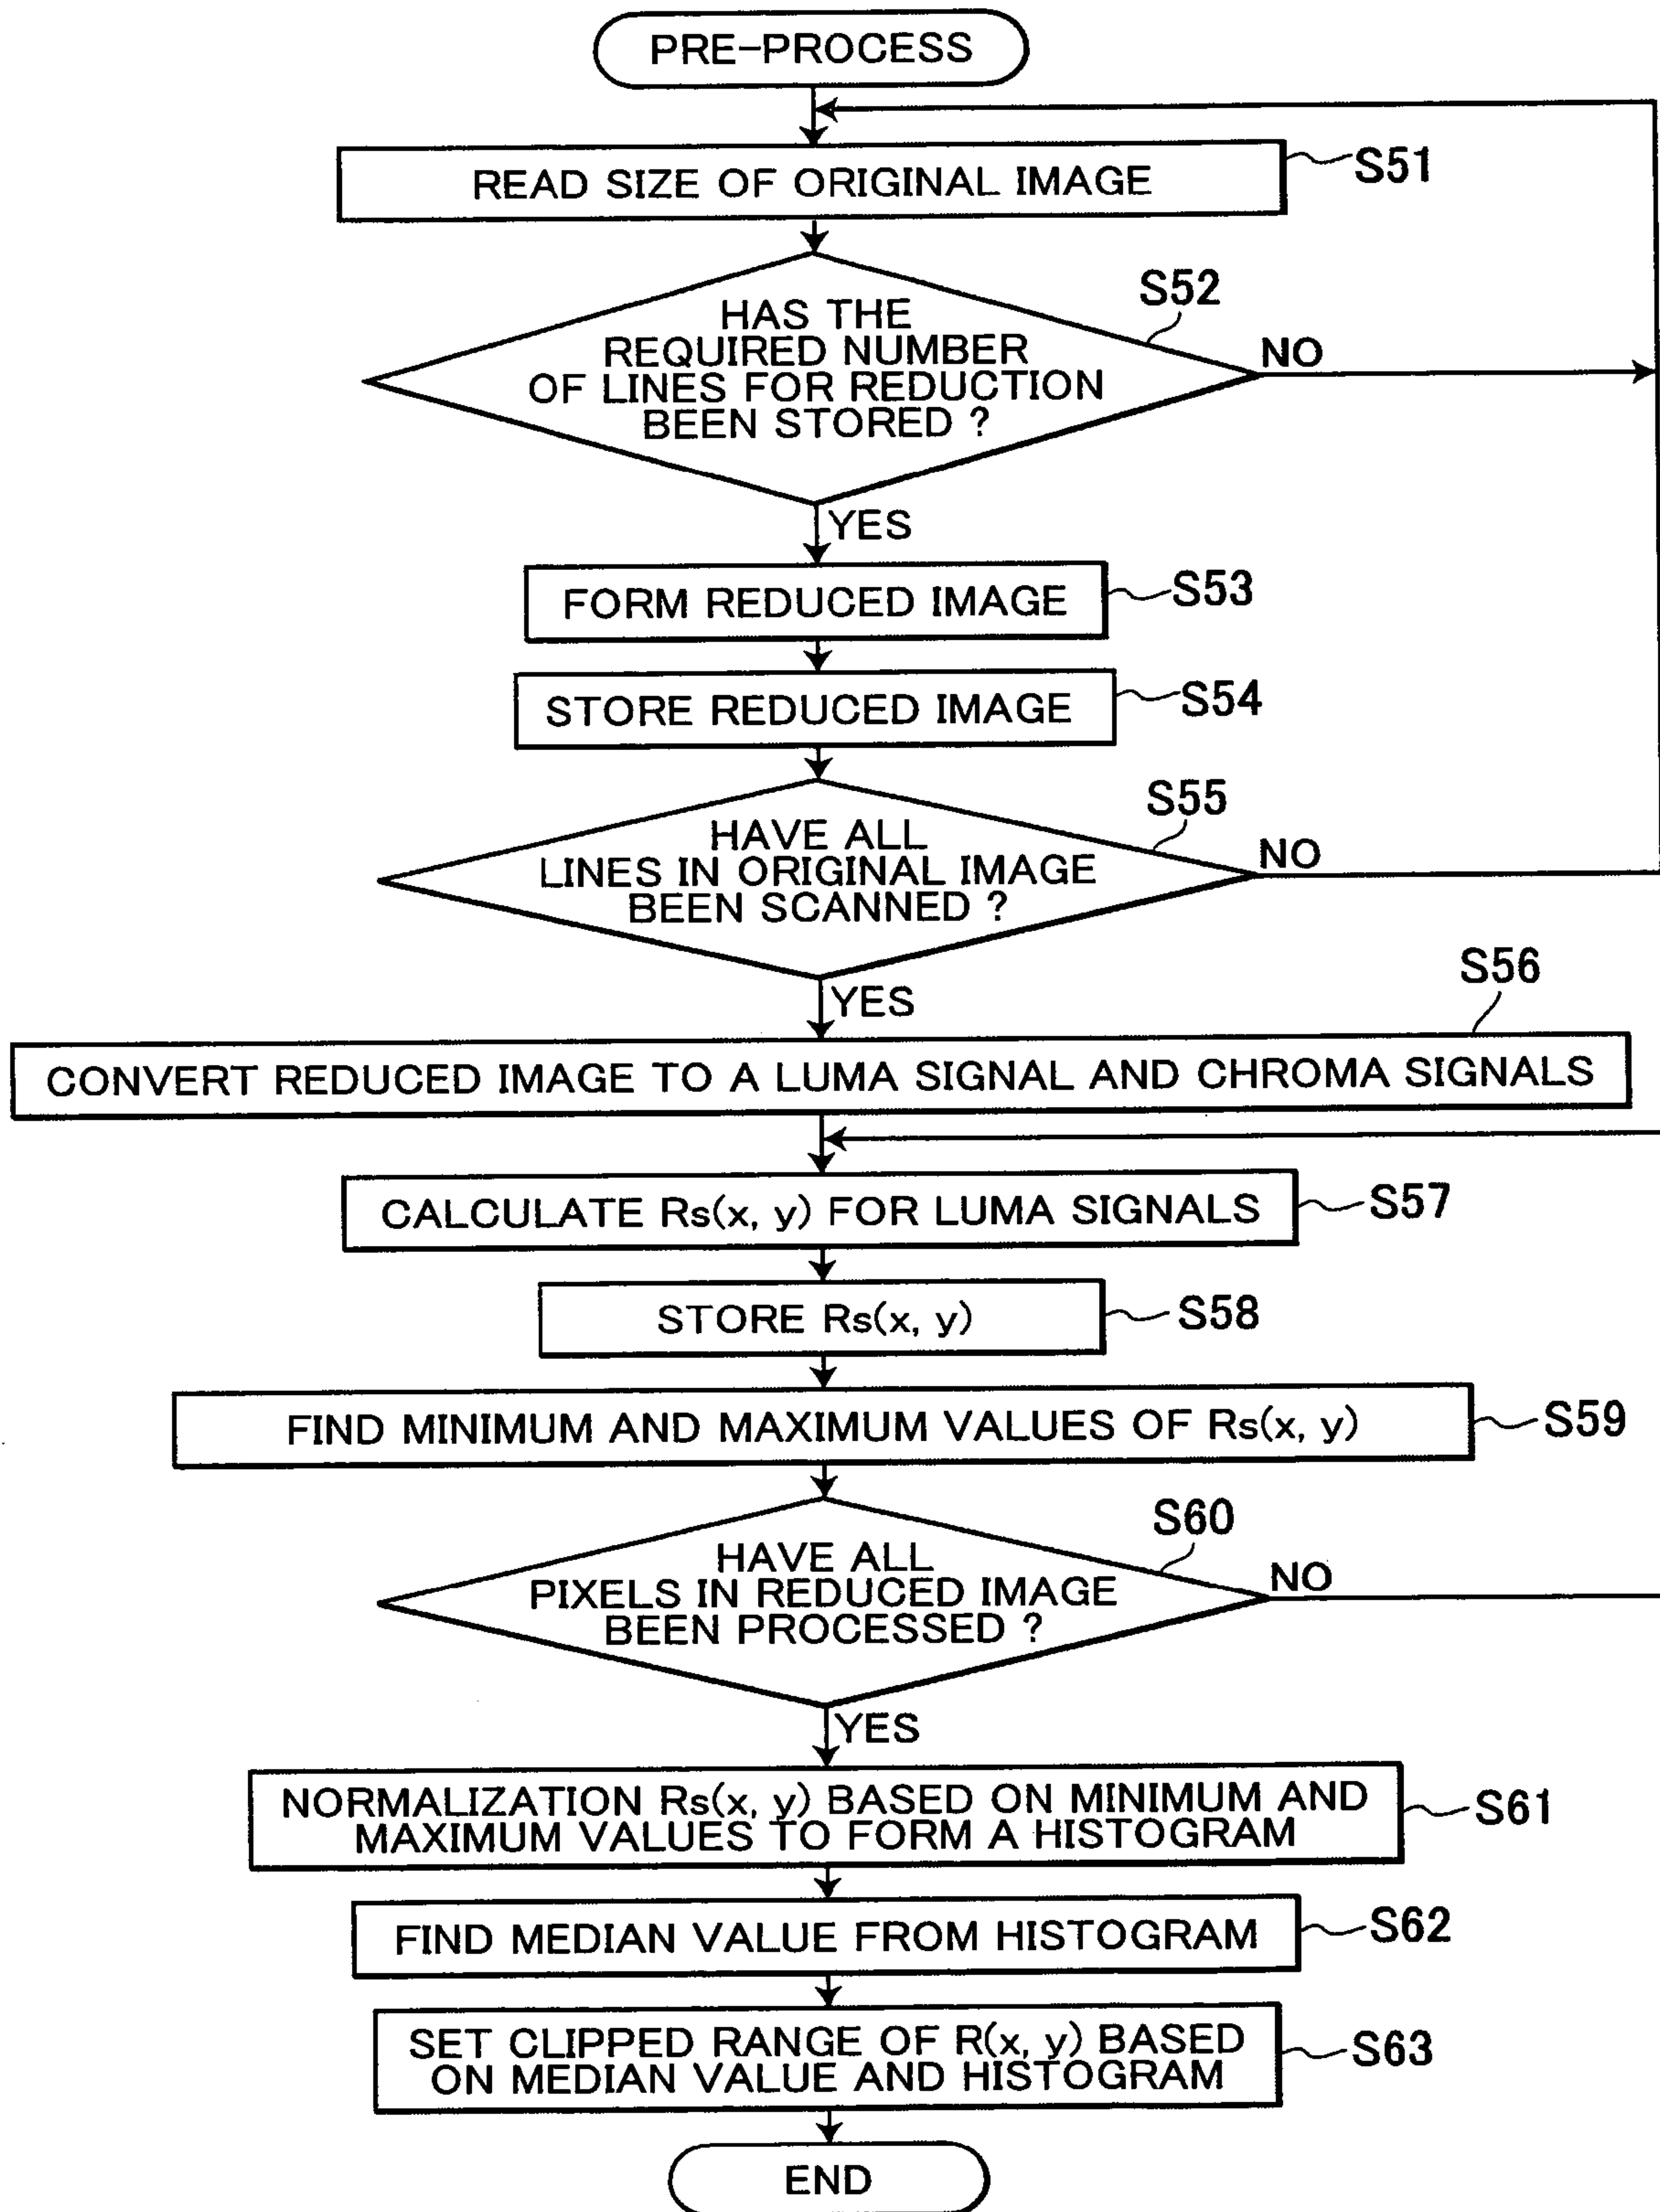 PRE-PROCESS
READ SIZE OF ORIGINAL IMAGE
S51
HAS THE
REQUIRED NUMBER
OF LINES FOR REDUCTION
BEEN STORED ?
S52
NO
YES
FORM REDUCED IMAGE
S53
STORE REDUCED IMAGE
S54
HAVE ALL
LINES IN ORIGINAL IMAGE
BEEN SCANNED ?
S55
NO
YES
S56
CONVERT REDUCED IMAGE TO A LUMA SIGNAL AND CHROMA SIGNALS
CALCULATE Rs(x, y) FOR LUMA SIGNALS
S57
STORE Rs(x, y)
S58
FIND MINIMUM AND MAXIMUM VALUES OF Rs(x, y)
S59
HAVE ALL
PIXELS IN REDUCED IMAGE
BEEN PROCESSED ?
S60
NO
YES
NORMALIZATION Rs(x, y) BASED ON MINIMUM AND
MAXIMUM VALUES TO FORM A HISTOGRAM
S61
FIND MEDIAN VALUE FROM HISTOGRAM
S62
SET CLIPPED RANGE OF R(x, y) BASED
ON MEDIAN VALUE AND HISTOGRAM
S63
END